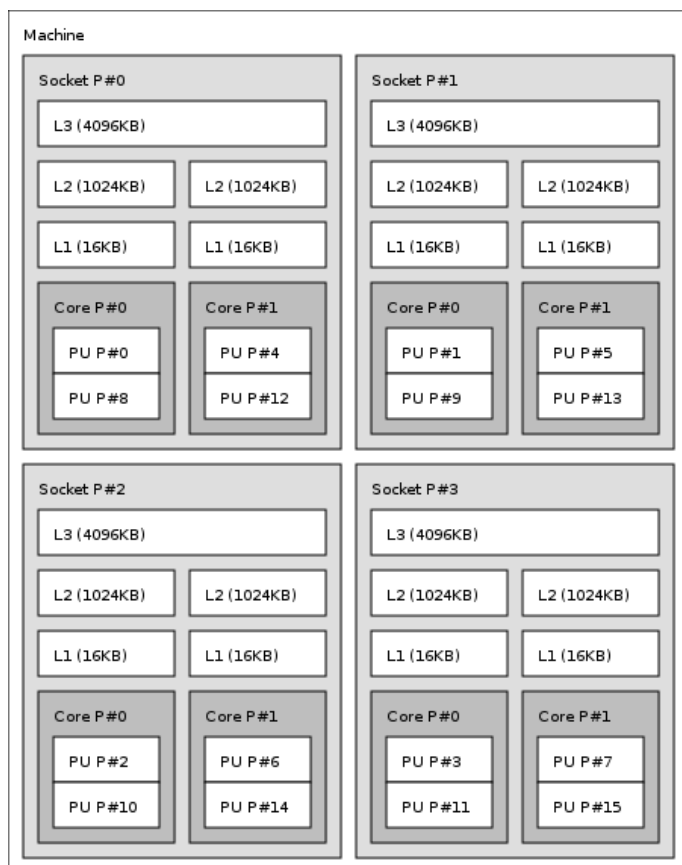 Machine
Socket P#0
L3 (4096KB)
L2 (1024KB) L2 (1024KB)
L1 (16KB) L1 (16KB)
Core P#0 Core P#1
PU P#0 PU P#4
PU P#8 PU P#12
Socket P#1
L3 (4096KB)
L2 (1024KB) L2 (1024KB)
L1 (16KB) L1 (16KB)
Core P#0 Core P#1
PU P#1 PU P#5
PU P#9 PU P#13
Socket P#2
L3 (4096KB)
L2 (1024KB) L2 (1024KB)
L1 (16KB) L1 (16KB)
Core P#0 Core P#1
PU P#2 PU P#6
PU P#10 PU P#14
Socket P#3
L3 (4096KB)
L2 (1024KB) L2 (1024KB)
L1 (16KB) L1 (16KB)
Core P#0 Core P#1
PU P#3 PU P#7
PU P#11 PU P#15